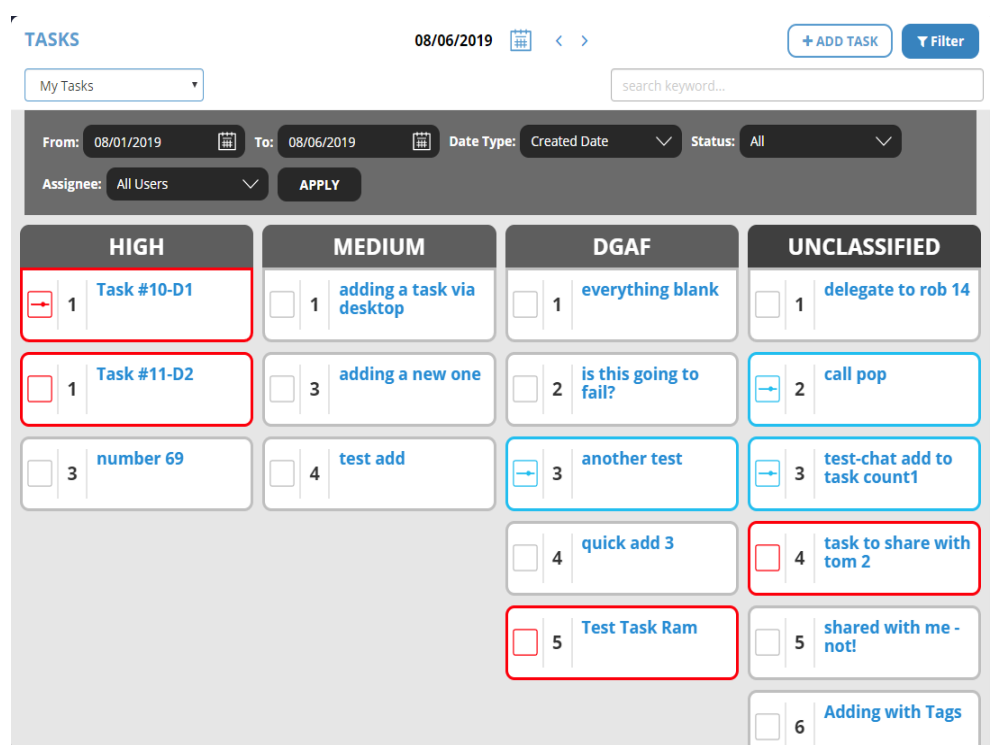 TASKS
08/06/2019
< >
+ ADD TASK
Filter
My Tasks
search keyword...
From: 08/01/2019 To: 08/06/2019 Date Type: Created Date Status: All
Assignee: All Users APPLY
HIGH
1 Task #10-D1
1 Task #11-D2
3 number 69
MEDIUM
1 adding a task via
desktop
3 adding a new one
4 test add
DGAF
1 everything blank
2 is this going to
fail?
3 another test
4 quick add 3
5 Test Task Ram
UNCLASSIFIED
1 delegate to rob 14
2 call pop
3 test-chat add to
task count1
4 task to share with
tom 2
5 shared with me -
not!
6 Adding with Tags